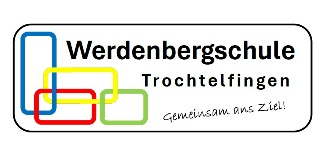 Werdenbergschule
Trochtelfingen
Gemeinsam ans Ziel!